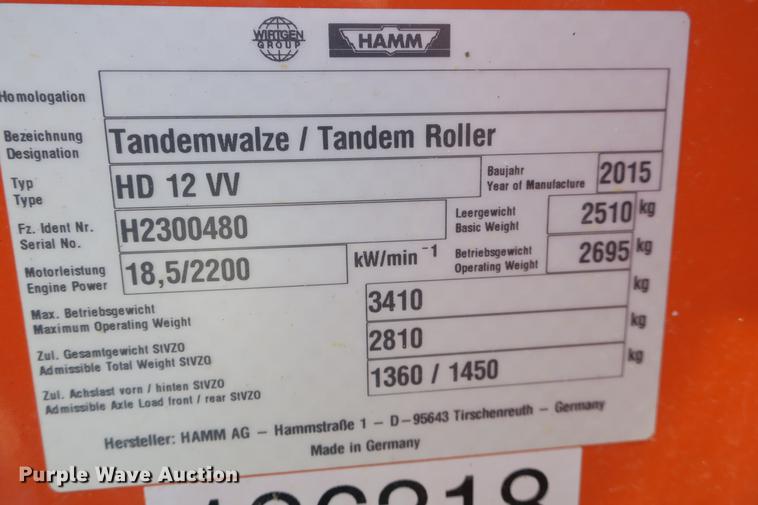 WIRTGEN GROUP
HAMM
Homologation
Bezeichnung
Designation
Tandemwalze / Tandem Roller
Typ
Type
HD 12 VV
Baujahr
Year of Manufacture
2015
Fz. Ident Nr.
Serial No.
H2300480
Leergewicht
Basic Weight
2510 kg
Motorleistung
Engine Power
18,5/2200 kW/min⁻¹
Betriebsgewicht
Operating Weight
2695 kg
Max. Betriebsgewicht
Maximum Operating Weight
3410 kg
Zul. Gesamtgewicht StVZO
Admissible Total Weight StVZO
2810 kg
Zul. Achslast vorn / hinten StVZO
Admissible Axle Load front / rear StVZO
1360 / 1450 kg
Hersteller: HAMM AG – Hammstraße 1 – D–95643 Tirschenreuth – Germany
Made in Germany
Purple Wave Auction